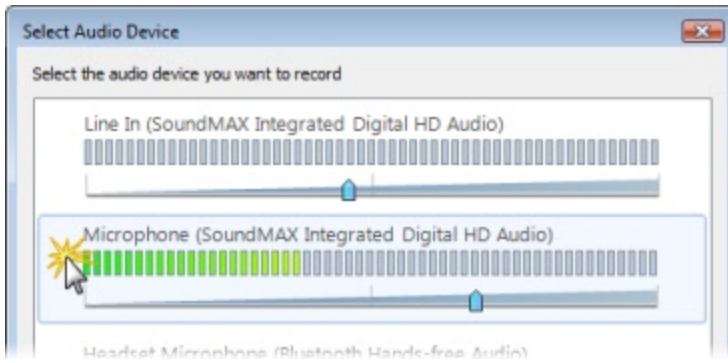 Select Audio Device
Select the audio device you want to record
Line In (SoundMAX Integrated Digital HD Audio)
Microphone (SoundMAX Integrated Digital HD Audio)
Headset Microphone (Bluetooth Hands-free Audio)